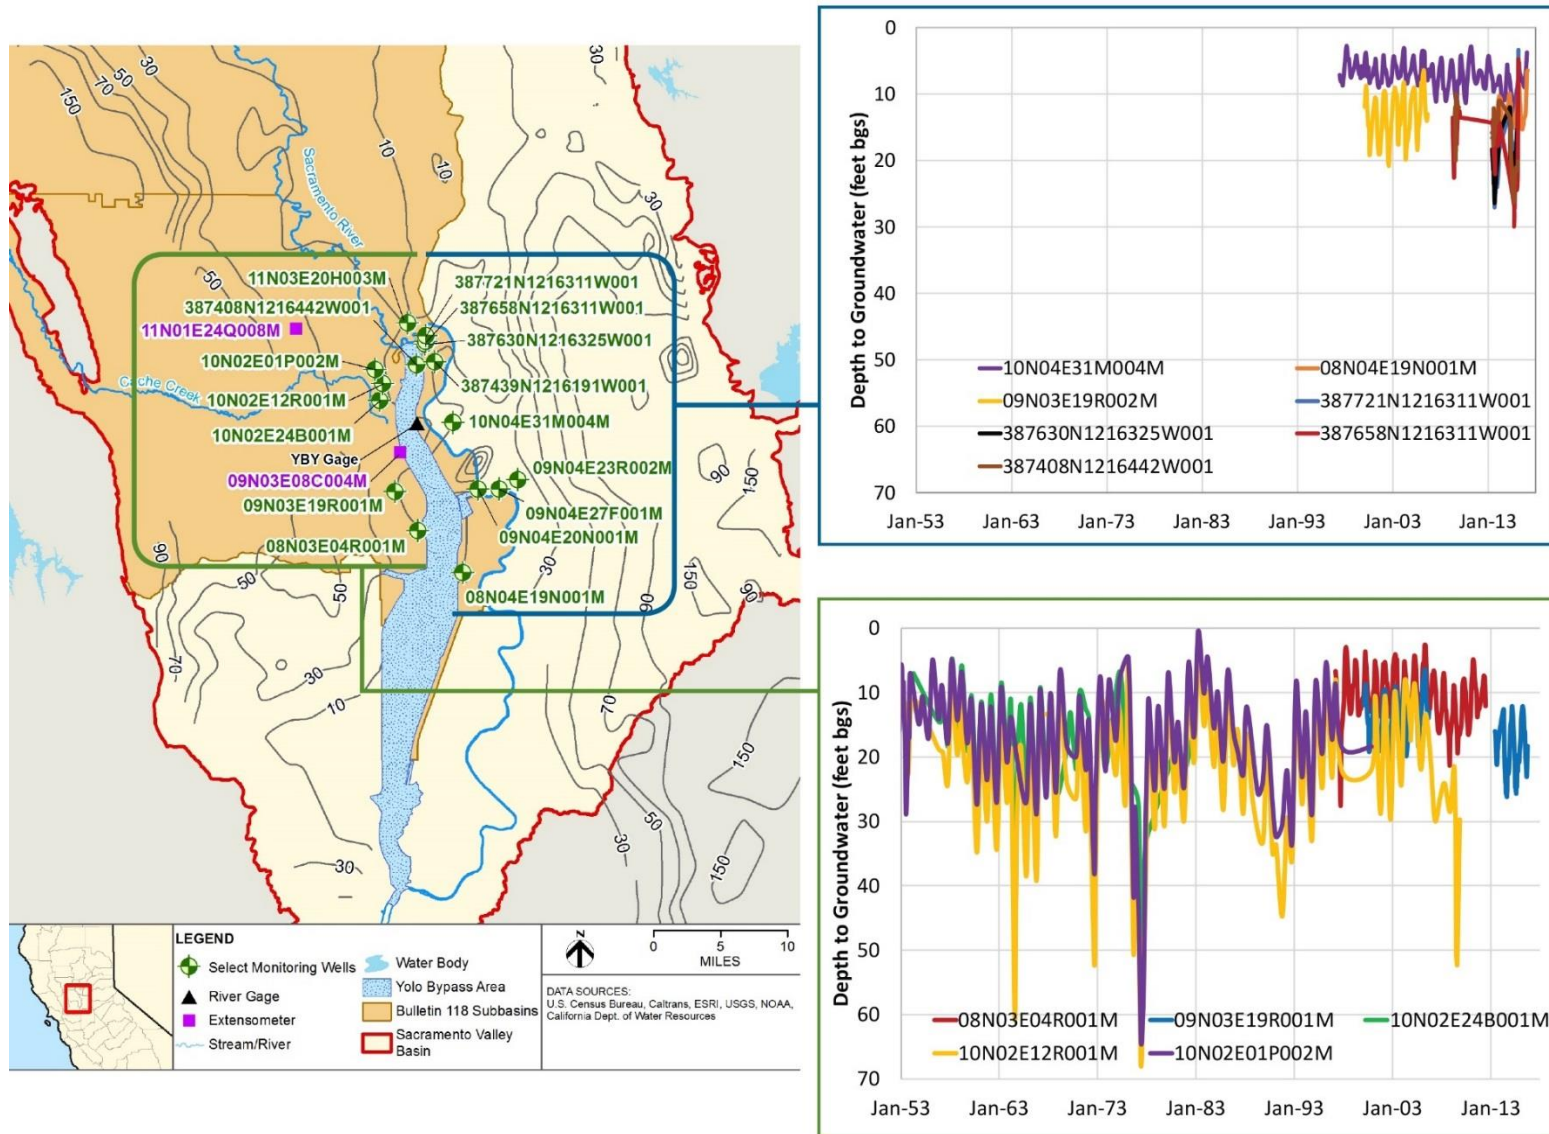 30
50
70
150
30
10
10
30
50
30
Sacramento River
Cache Creek
11N03E20H003M
387408N1216442W001
11N01E24Q008M
10N02E01P002M
10N02E12R001M
10N02E24B001M
YBY Gage
09N03E08C004M
09N03E19R001M
08N03E04R001M
387721N1216311W001
387658N1216311W001
387630N1216325W001
387439N1216191W001
10N04E31M004M
09N04E23R002M
09N04E27F001M
09N04E20N001M
08N04E19N001M
90
150
90
50
50
30
90
150
90
70
30
10
70
50
150
30
30
150
LEGEND
Select Monitoring Wells
River Gage
Extensometer
Stream/River
Water Body
Yolo Bypass Area
Bulletin 118 Subbasins
Sacramento Valley
Basin
Z
0 5 10
MILES
DATA SOURCES:
U.S. Census Bureau, Caltrans, ESRI, USGS, NOAA,
California Dept. of Water Resources
Depth to Groundwater (feet bgs)
0
10
20
30
40
50
60
70
10N04E31M004M 08N04E19N001M
09N03E19R002M 387721N1216311W001
387630N1216325W001 387658N1216311W001
387408N1216442W001
Jan-53 Jan-63 Jan-73 Jan-83 Jan-93 Jan-03 Jan-13
Depth to Groundwater (feet bgs)
0
10
20
30
40
50
60
70
08N03E04R001M 09N03E19R001M 10N02E24B001M
10N02E12R001M 10N02E01P002M
Jan-53 Jan-63 Jan-73 Jan-83 Jan-93 Jan-03 Jan-13